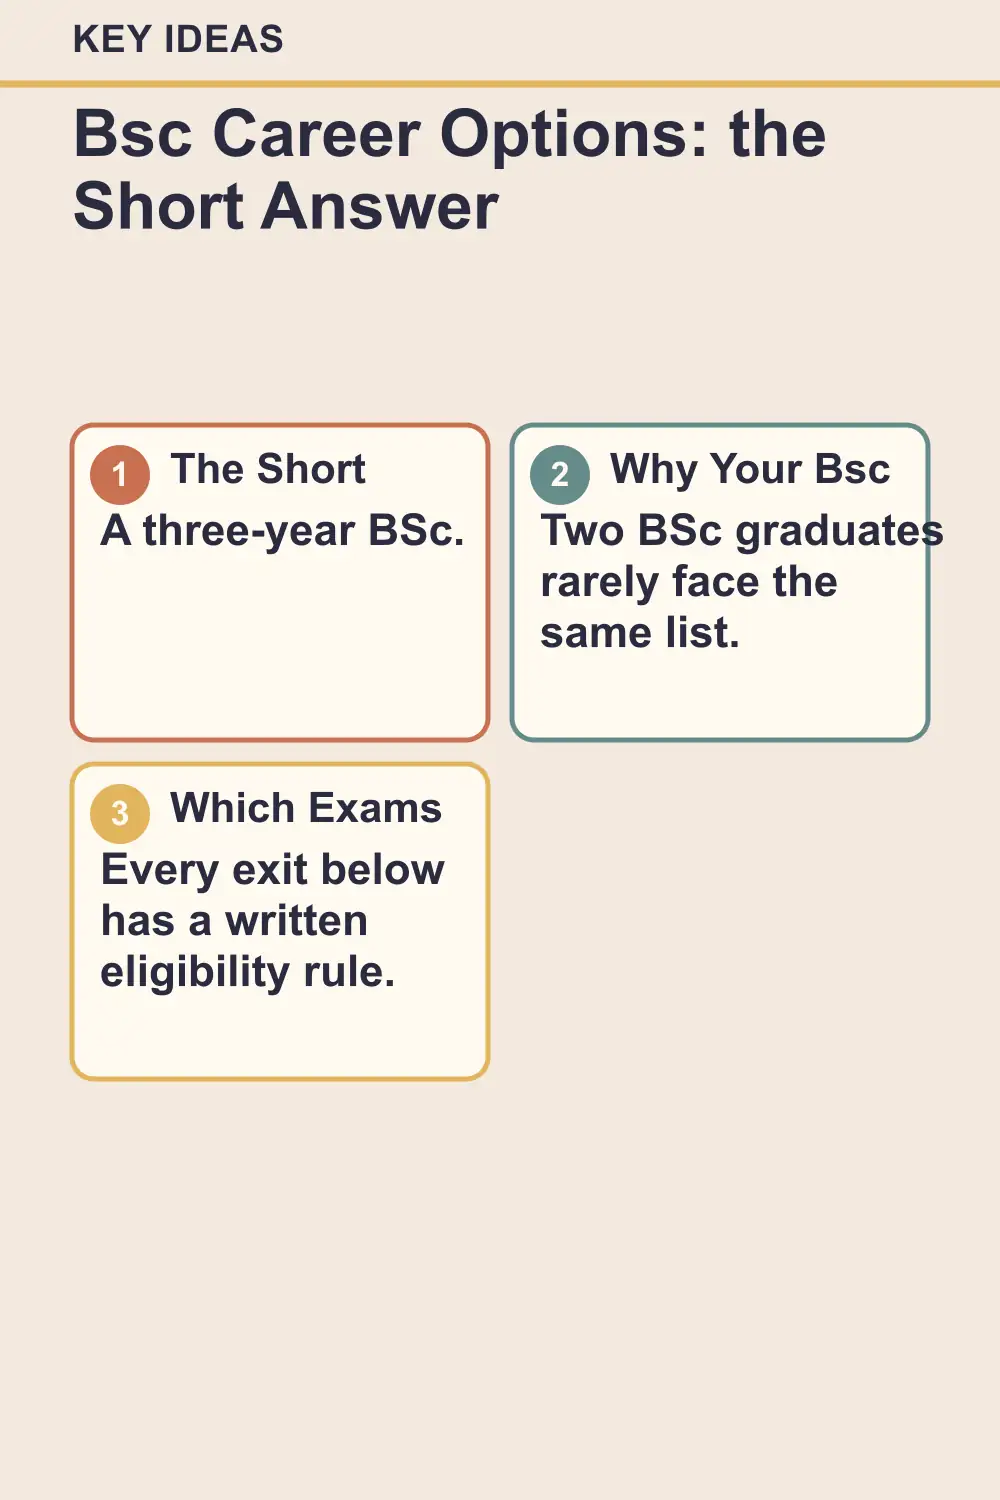 KEY IDEAS
Bsc Career Options: the
Short Answer
1 The Short
A three-year BSc.
2 Why Your Bsc
Two BSc graduates
rarely face the
same list.
3 Which Exams
Every exit below
has a written
eligibility rule.